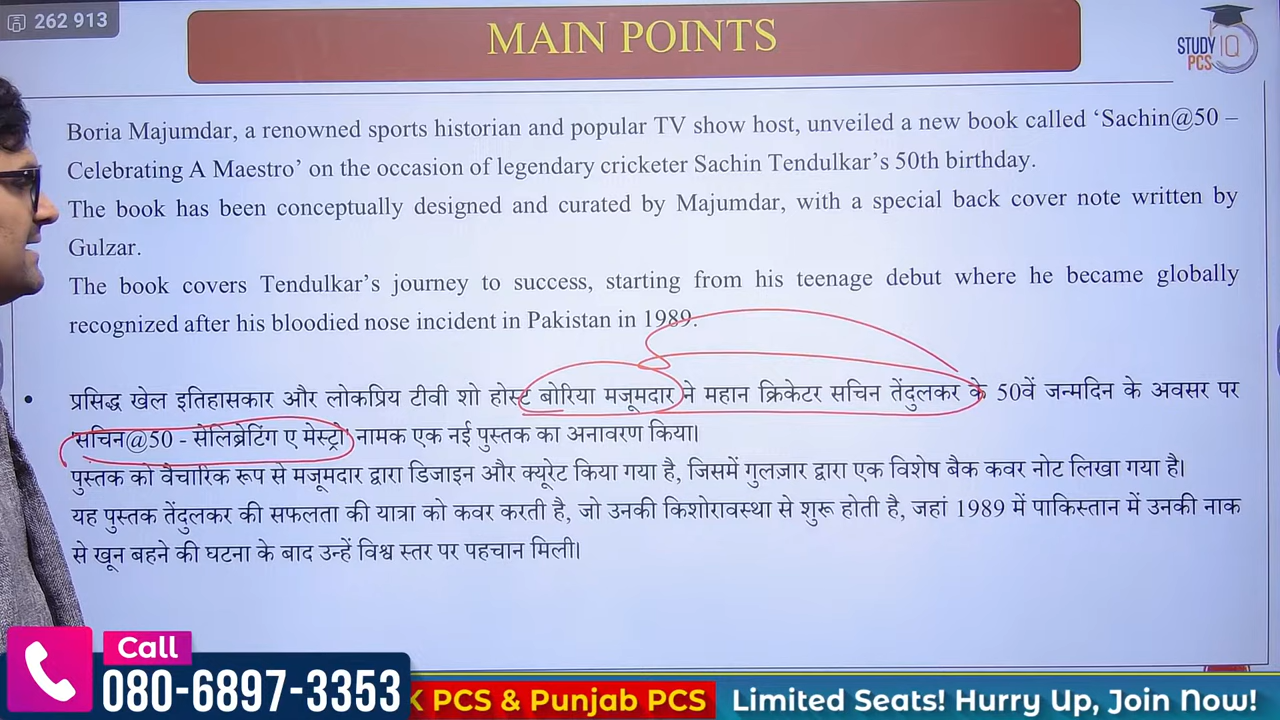 262 913
MAIN POINTS
STUDY IQ
PCS
Boria Majumdar, a renowned sports historian and popular TV show host, unveiled a new book called ‘Sachin@50 –
Celebrating A Maestro’ on the occasion of legendary cricketer Sachin Tendulkar’s 50th birthday.
The book has been conceptually designed and curated by Majumdar, with a special back cover note written by
Gulzar.
The book covers Tendulkar’s journey to success, starting from his teenage debut where he became globally
recognized after his bloodied nose incident in Pakistan in 1989.
• प्रसिद्ध खेल इतिहासकार और लोकप्रिय टीवी शो होस्ट बोरिया मजूमदार ने महान क्रिकेटर सचिन तेंदुलकर के 50वें जन्मदिन के अवसर पर
'सचिन@50 - सेलिब्रेटिंग ए मेस्ट्रो' नामक एक नई पुस्तक का अनावरण किया।
पुस्तक को वैचारिक रूप से मजूमदार द्वारा डिजाइन और क्यूरेट किया गया है, जिसमें गुलज़ार द्वारा एक विशेष बैक कवर नोट लिखा गया है।
यह पुस्तक तेंदुलकर की सफलता की यात्रा को कवर करती है, जो उनकी किशोरावस्था से शुरू होती है, जहां 1989 में पाकिस्तान में उनकी नाक
से खून बहने की घटना के बाद उन्हें विश्व स्तर पर पहचान मिली।
Call
080-6897-3353
K PCS & Punjab PCS
Limited Seats! Hurry Up, Join Now!